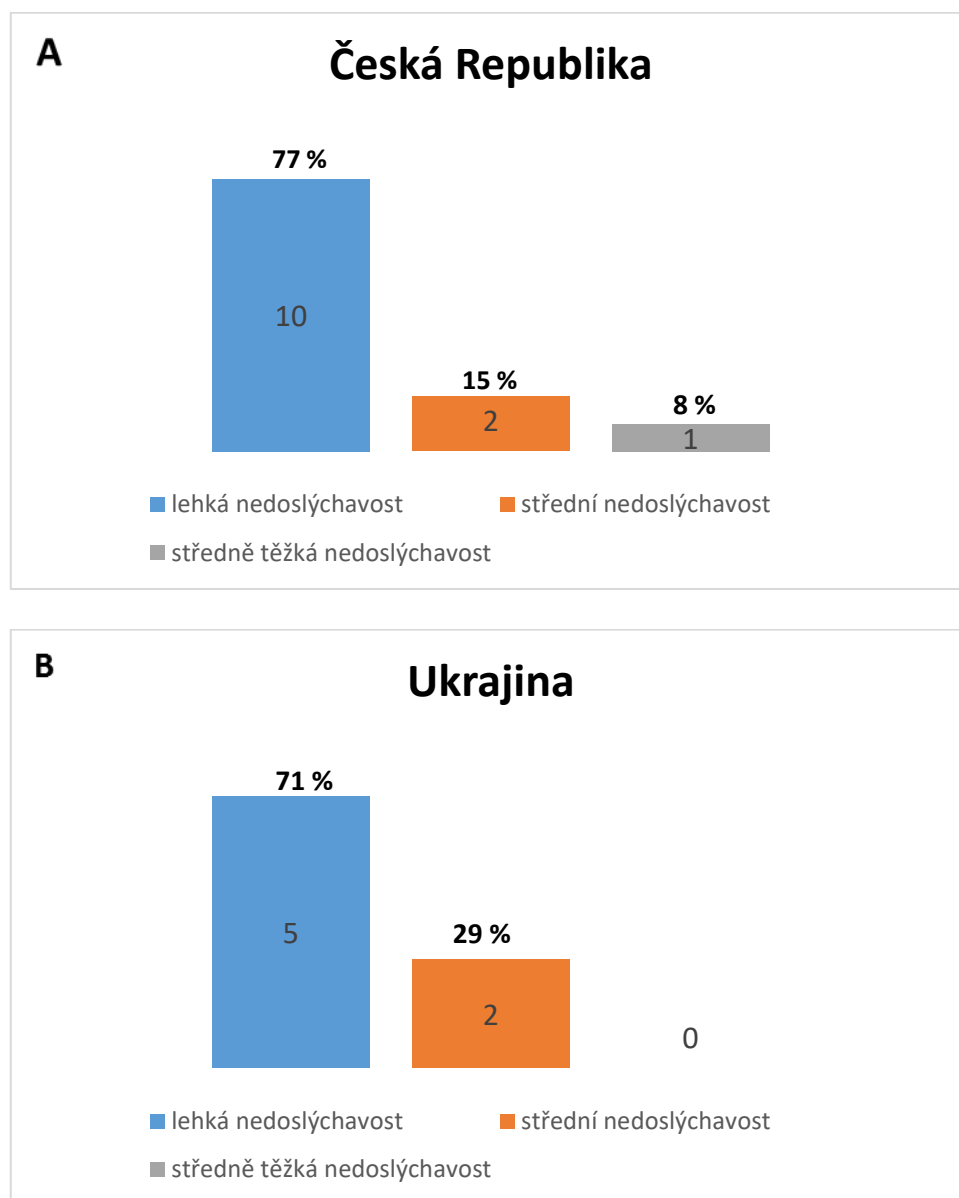 A
Česká Republika
77 %
10
15 %
2
8 %
1
lehká nedoslýchavost
střední nedoslýchavost
středně těžká nedoslýchavost
B
Ukrajina
71 %
5
29 %
2
0
lehká nedoslýchavost
střední nedoslýchavost
středně těžká nedoslýchavost